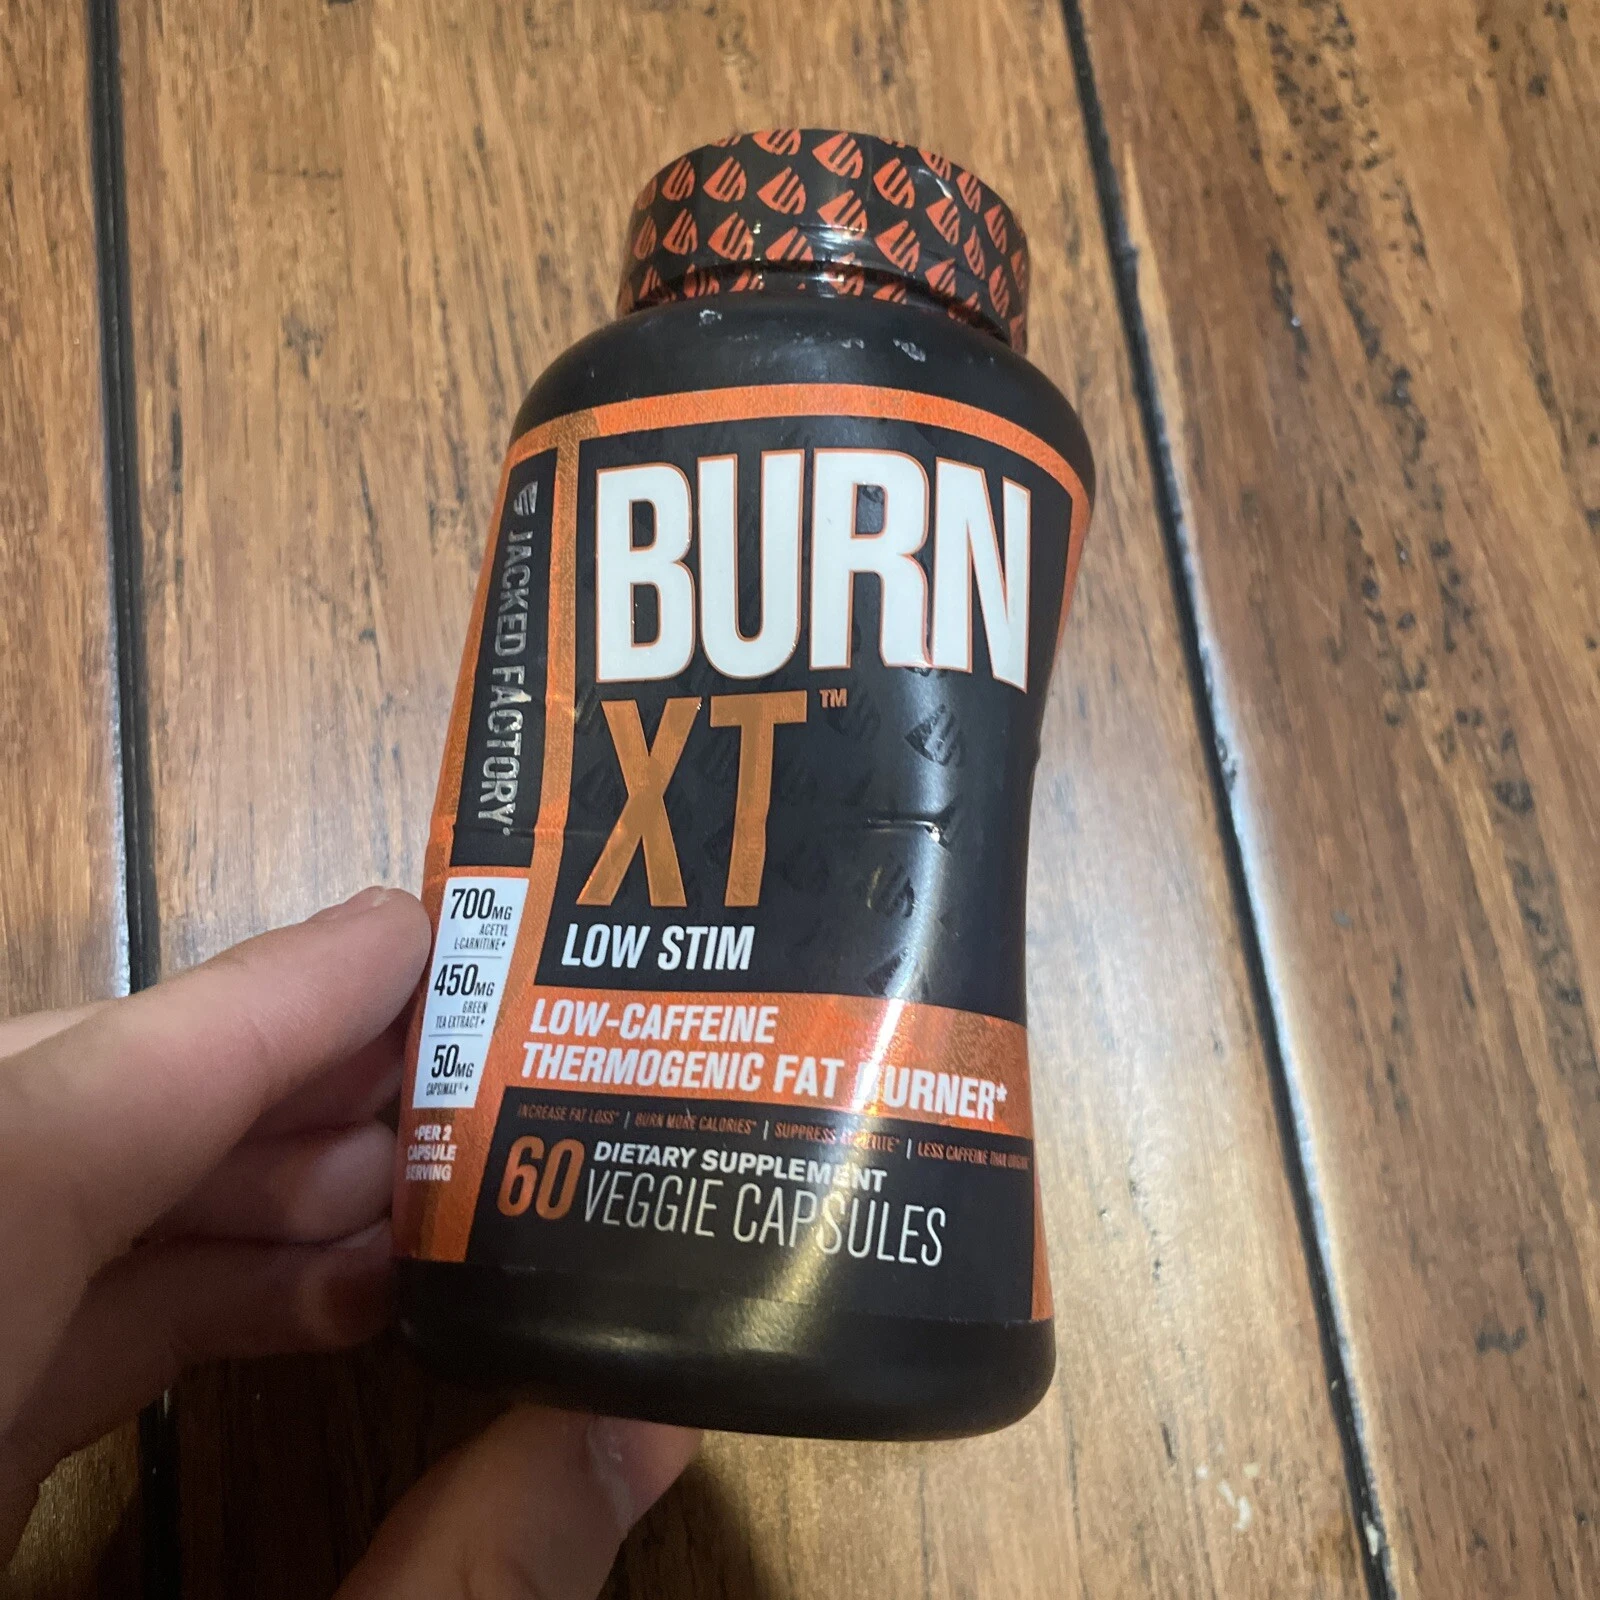 JACKED FACTORY
BURN
XT™
LOW STIM
LOW-CAFFEINE
THERMOGENIC FAT BURNER*
INCREASE FAT LOSS* | BURN MORE CALORIES* | SUPPRESS APPETITE* | LESS CAFFEINE THAN
60 DIETARY SUPPLEMENT
VEGGIE CAPSULES
700MG
ACETYL
L-CARNITINE+
450MG
GREEN
TEA EXTRACT+
50MG
CAPSIMAX®+
+PER 2
CAPSULE
SERVING